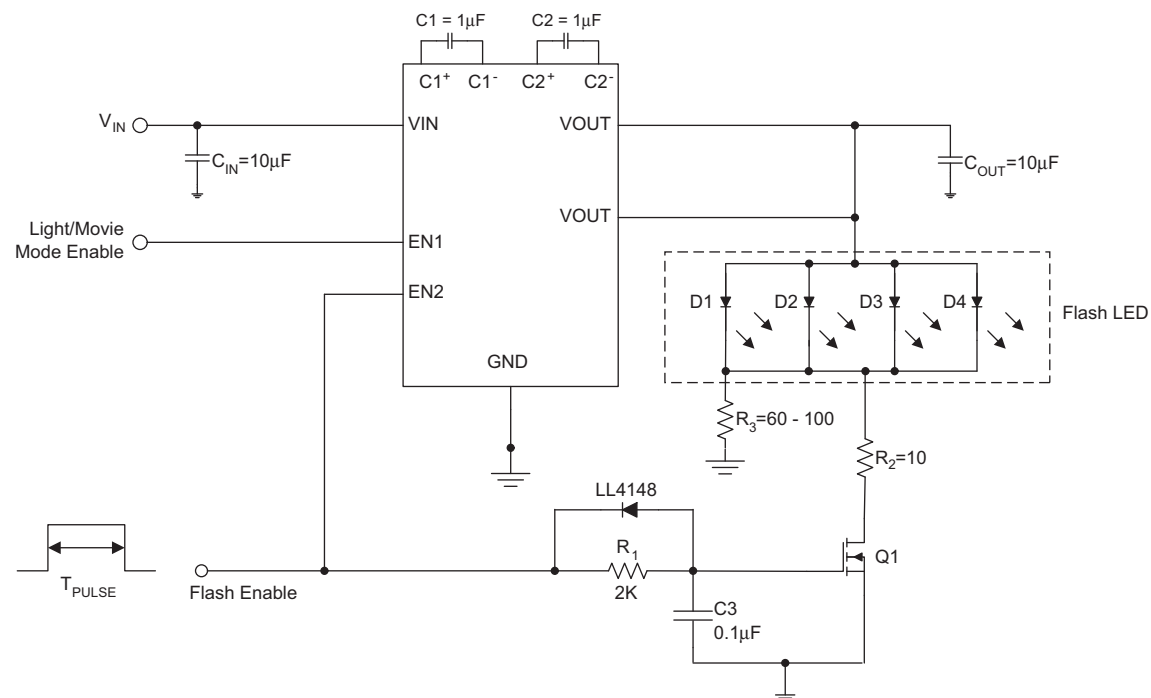 C1 = 1μF
C2 = 1μF
C1+
C1-
C2+
C2-
VIN
VIN
VOUT
CIN=10μF
COUT=10μF
VOUT
Light/Movie
Mode Enable
EN1
EN2
D1
D2
D3
D4
Flash LED
GND
R3=60 - 100
R2=10
LL4148
R1
2K
Q1
TPULSE
Flash Enable
C3
0.1μF